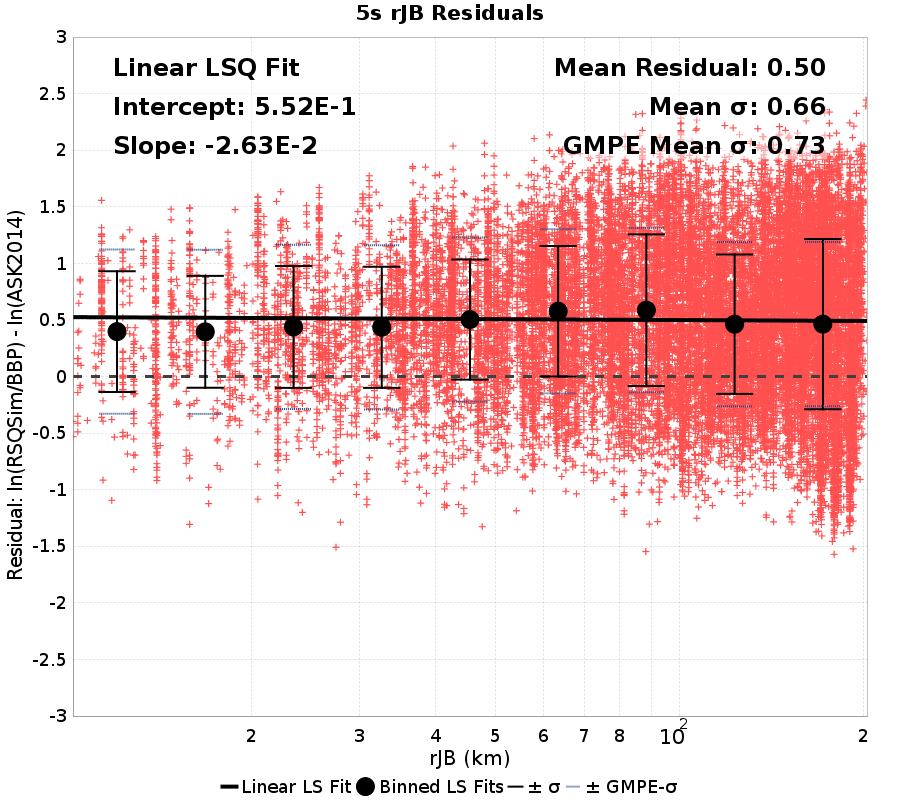 5s rJB Residuals
Linear LSQ Fit
Intercept: 5.52E-1
Slope: -2.63E-2
Mean Residual: 0.50
Mean σ: 0.66
GMPE Mean σ: 0.73
Residual: ln(RSQSim/BBP) - ln(ASK2014)
3
2.5
2
1.5
1
0.5
0
-0.5
-1
-1.5
-2
-2.5
-3
2 3 4 5 6 7 8 10² 2
rJB (km)
Linear LS Fit Binned LS Fits ± σ ± GMPE-σ